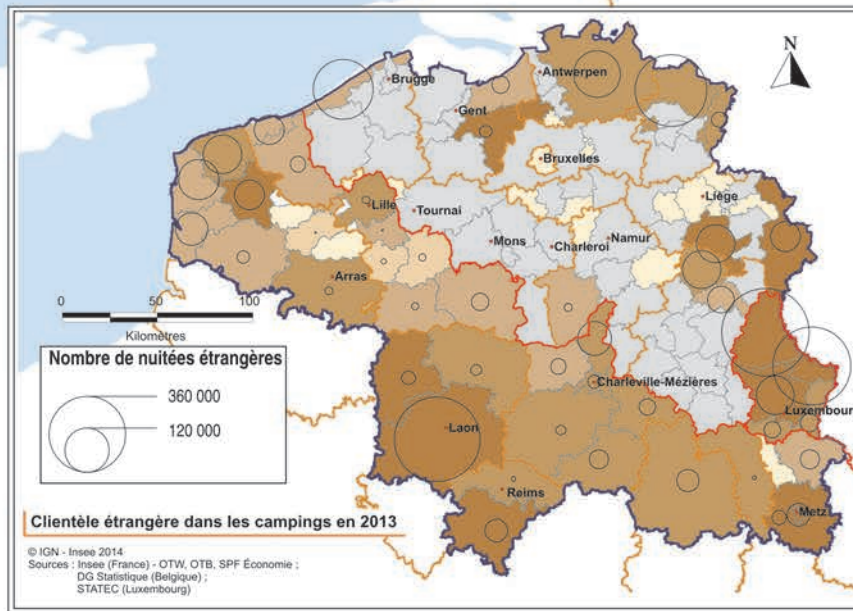 N
Brugge
Antwerpen
Gent
Bruxelles
Lille
Tournai
Liège
Mons
Charleroi
Namur
Arras
0 50 100
Kilomètres
Nombre de nuitées étrangères
360 000
120 000
Charleville-Mézières
Luxembour
Laon
Reims
Metz
Clientèle étrangère dans les campings en 2013
© IGN - Insee 2014
Sources : Insee (France) - OTW, OTB, SPF Économie ;
DG Statistique (Belgique) ;
STATEC (Luxembourg)